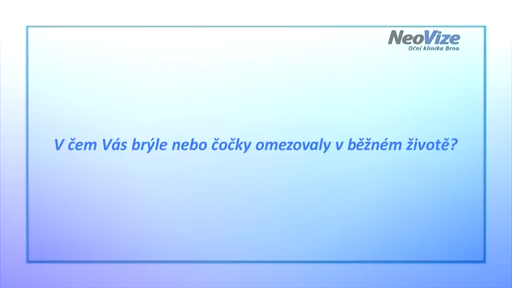 NeoVize
Oční klinika Brno
V čem Vás brýle nebo čočky omezovaly v běžném životě?